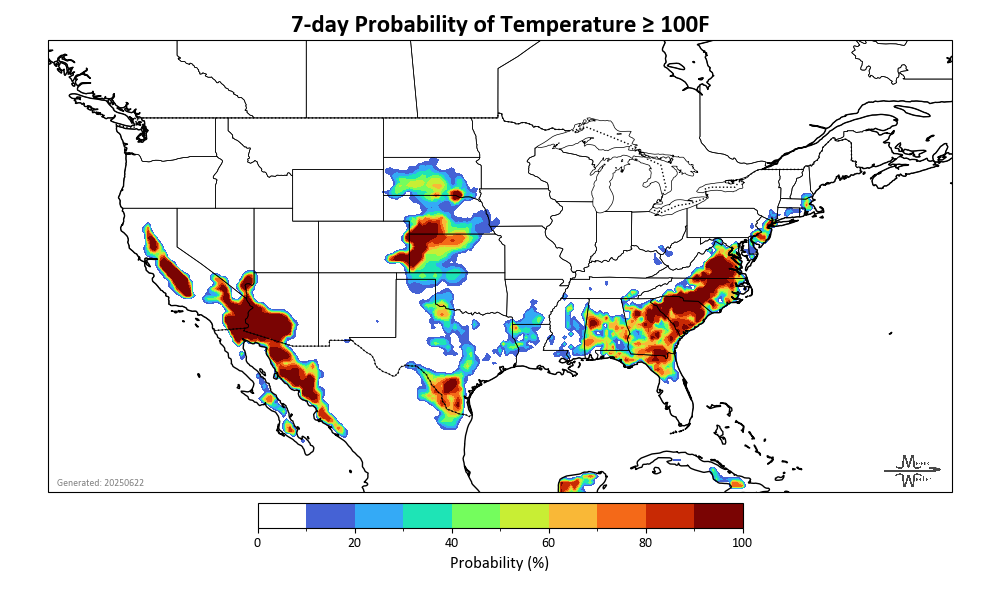 7-day Probability of Temperature ≥ 100F
Generated: 20250622
0 20 40 60 80 100
Probability (%)